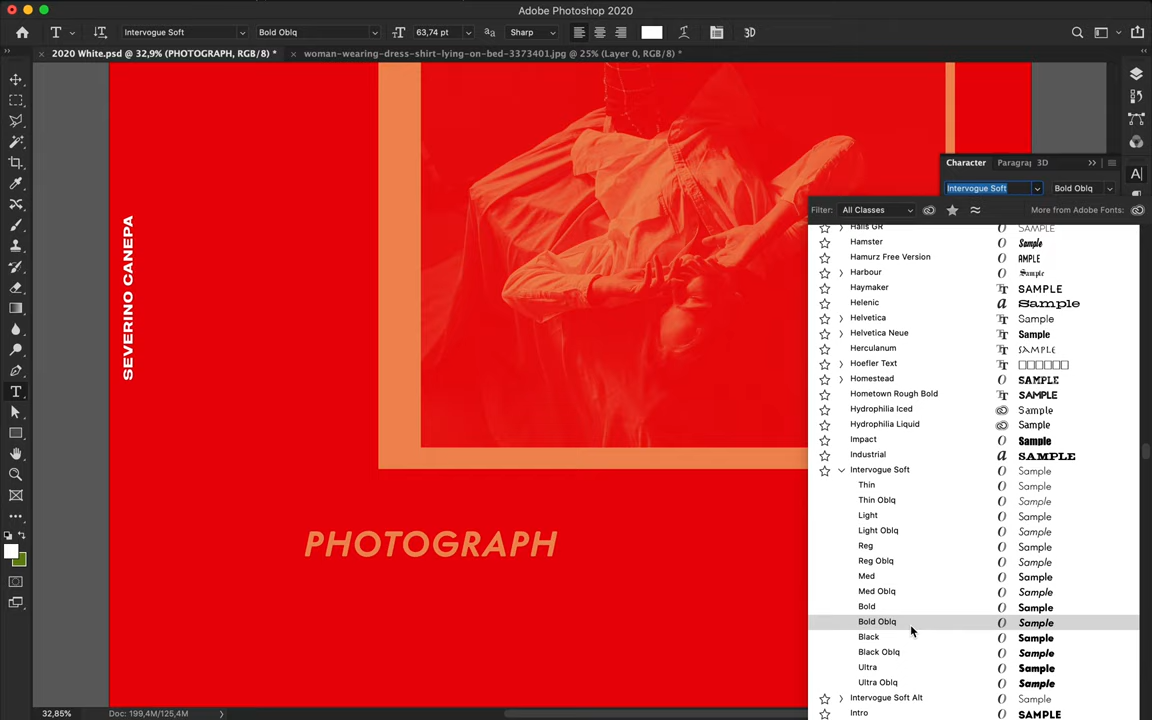 Adobe Photoshop 2020
T Intervogue Soft Bold Oblq 63,74 pt Sharp 3D
× 2020 White.psd @ 32,9% (PHOTOGRAPH, RGB/8) * × woman-wearing-dress-shirt-lying-on-bed-3373401.jpg @ 25% (Layer 0, RGB/8) *
SEVERINO CANEPA
PHOTOGRAPH
Character Paragra 3D
Intervogue Soft Bold Oblq
Filter: All Classes More from Adobe Fonts:
Halis GR SAMPLE
Hamster Sample
Hamurz Free Version AMPLE
Harbour Sample
Haymaker SAMPLE
Helenic Sample
Helvetica Sample
Helvetica Neue Sample
Herculanum SAMPLE
Hoefler Text
Homestead SAMPLE
Hometown Rough Bold SAMPLE
Hydrophilia Iced Sample
Hydrophilia Liquid Sample
Impact Sample
Industrial SAMPLE
Intervogue Soft Sample
Thin Sample
Thin Oblq Sample
Light Sample
Light Oblq Sample
Reg Sample
Reg Oblq Sample
Med Sample
Med Oblq Sample
Bold Sample
Bold Oblq Sample
Black Sample
Black Oblq Sample
Ultra Sample
Ultra Oblq Sample
Intervogue Soft Alt Sample
Intro SAMPLE
32,85% Doc: 199,4M/125,4M